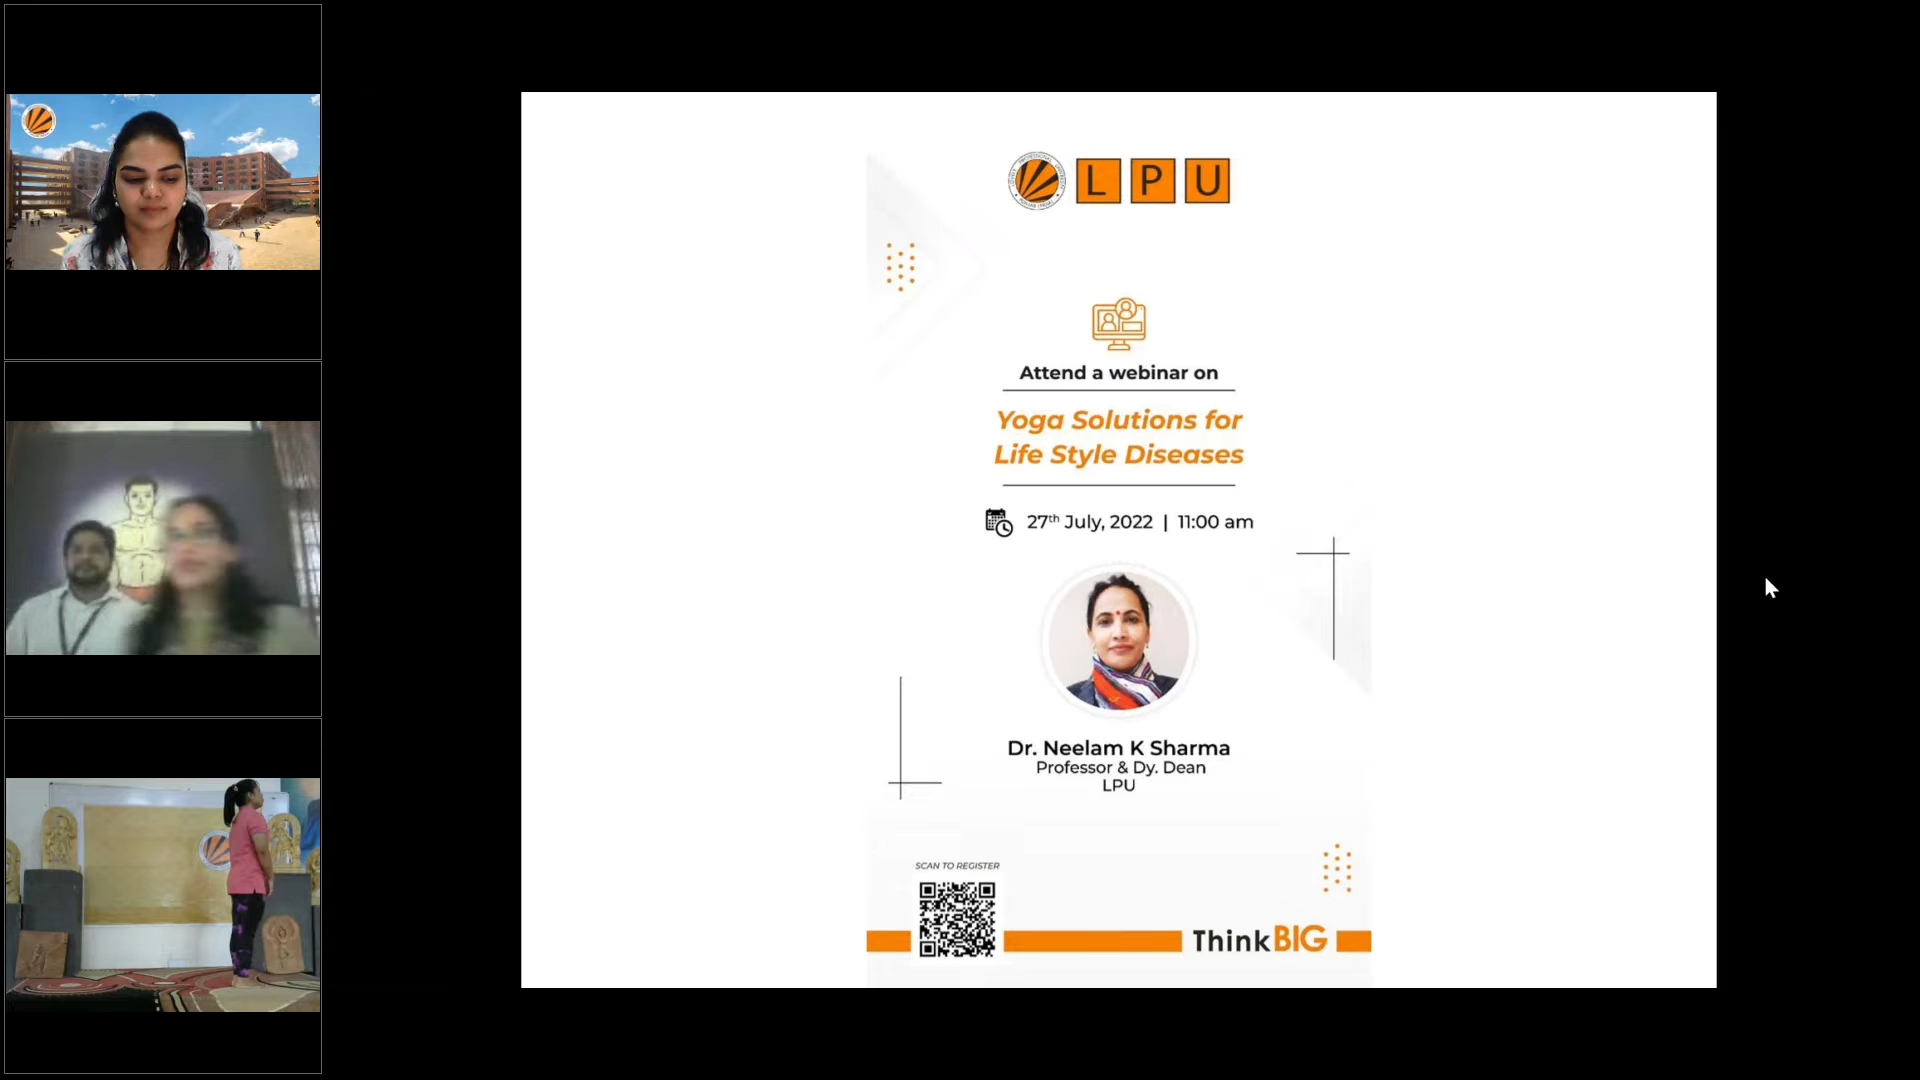 L P U
Attend a webinar on
Yoga Solutions for
Life Style Diseases
27th July, 2022 | 11:00 am
Dr. Neelam K Sharma
Professor & Dy. Dean
LPU
SCAN TO REGISTER
ThinkBIG